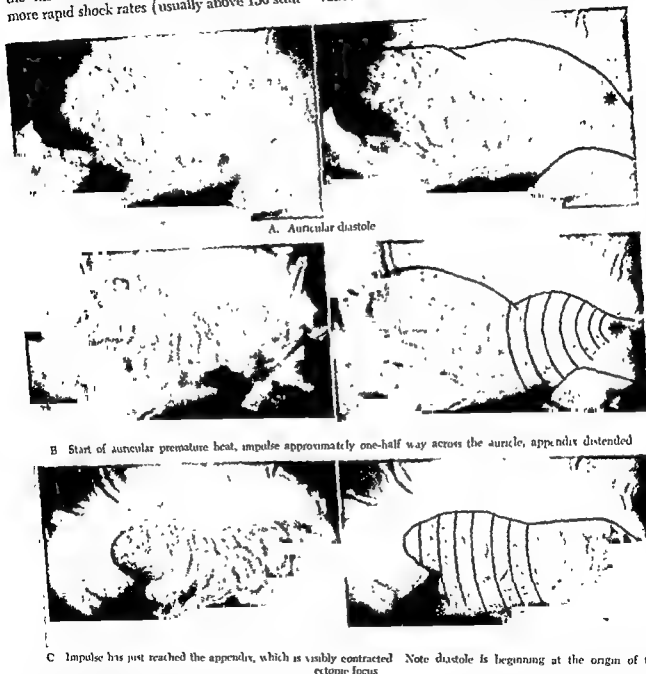 more rapid shock rates (usually above 150
A. Auricular diastole
B Start of auricular premature beat, impulse approximately one-half way across the auricle, appendix distended
C Impulse has just reached the appendix, which is visibly contracted Note diastole is beginning at the origin of
ectopic focus